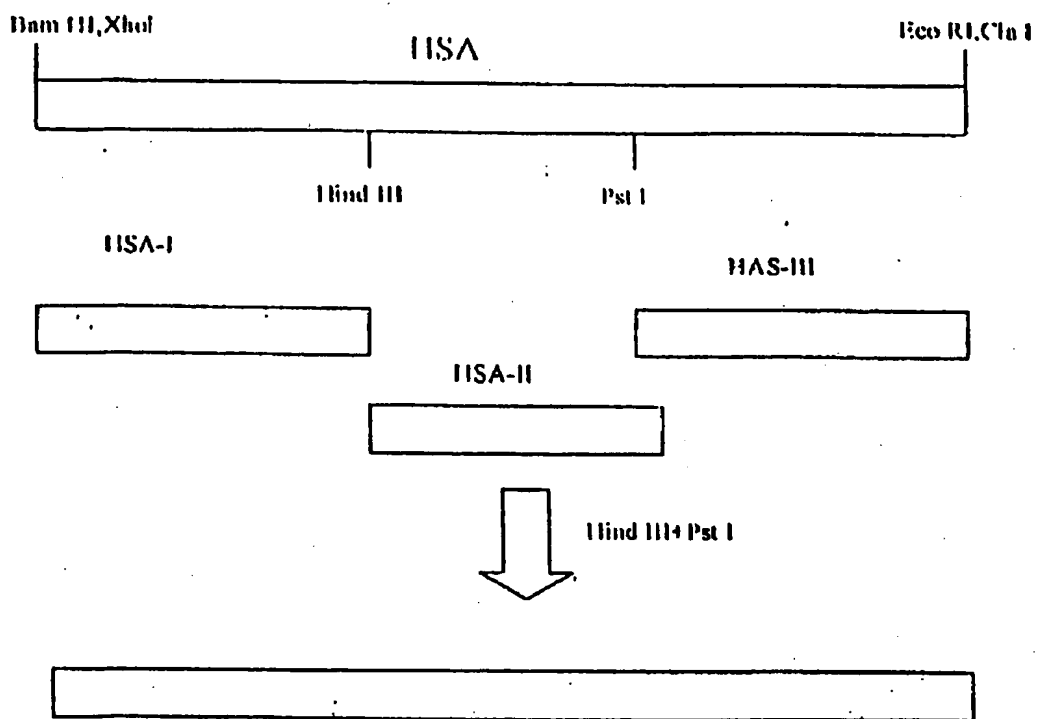 Bam HI,XhoI
Eco RI,Cla I
HSA
Hind III
Pst I
HSA-I
HAS-III
HSA-II
Hind III+Pst I